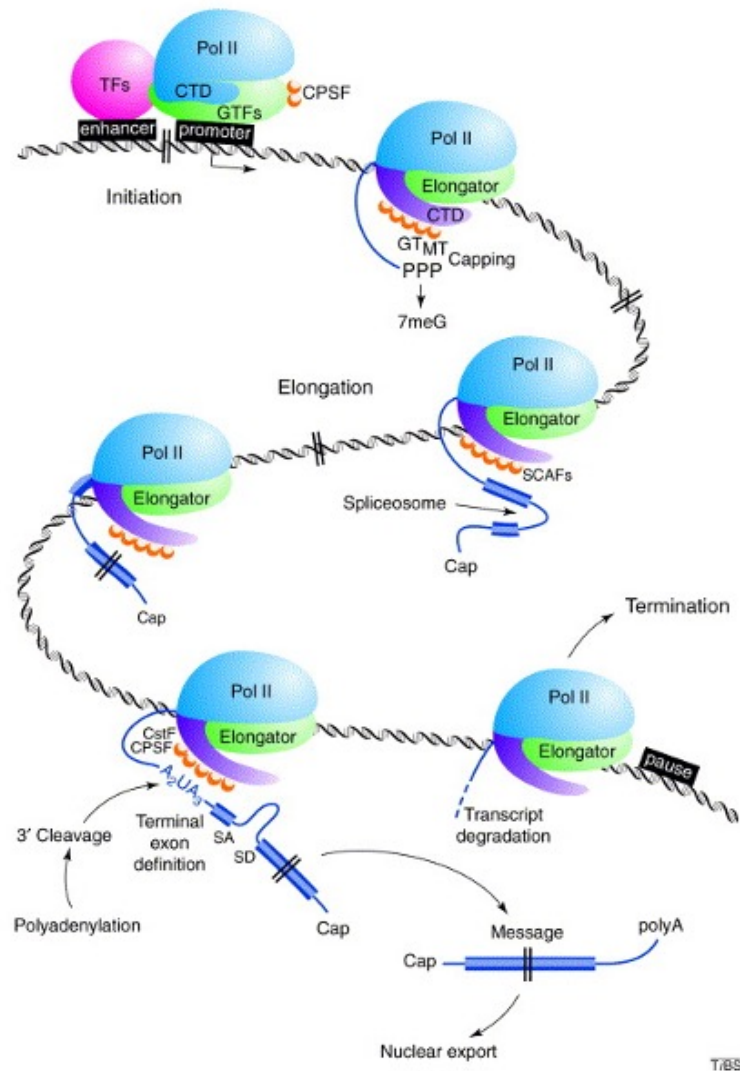 Pol II
TFs
CTD
CPSF
GTFs
enhancer
promoter
Initiation
Pol II
Elongator
CTD
GT MT Capping
PPP
7meG
Elongation
Pol II
Elongator
SCAFs
Spliceosome
Cap
Pol II
Elongator
Cap
Termination
Pol II
Elongator
CstF
CPSF
A2UA3
3′ Cleavage
Terminal
exon
definition
SA
SD
Polyadenylation
Cap
Pol II
Elongator
pause
Transcript
degradation
Message
polyA
Cap
Nuclear export
TiBS